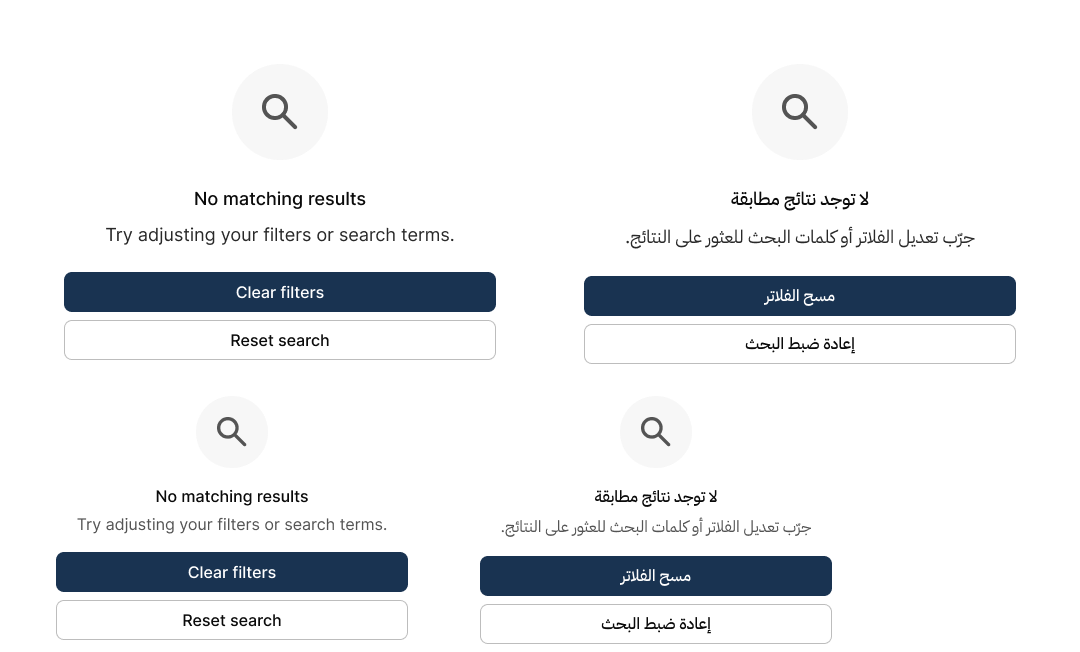 No matching results
Try adjusting your filters or search terms.
Clear filters
Reset search
لا توجد نتائج مطابقة
جرّب تعديل الفلاتر أو كلمات البحث للعثور على النتائج.
مسح الفلاتر
إعادة ضبط البحث
No matching results
Try adjusting your filters or search terms.
Clear filters
Reset search
لا توجد نتائج مطابقة
جرّب تعديل الفلاتر أو كلمات البحث للعثور على النتائج.
مسح الفلاتر
إعادة ضبط البحث